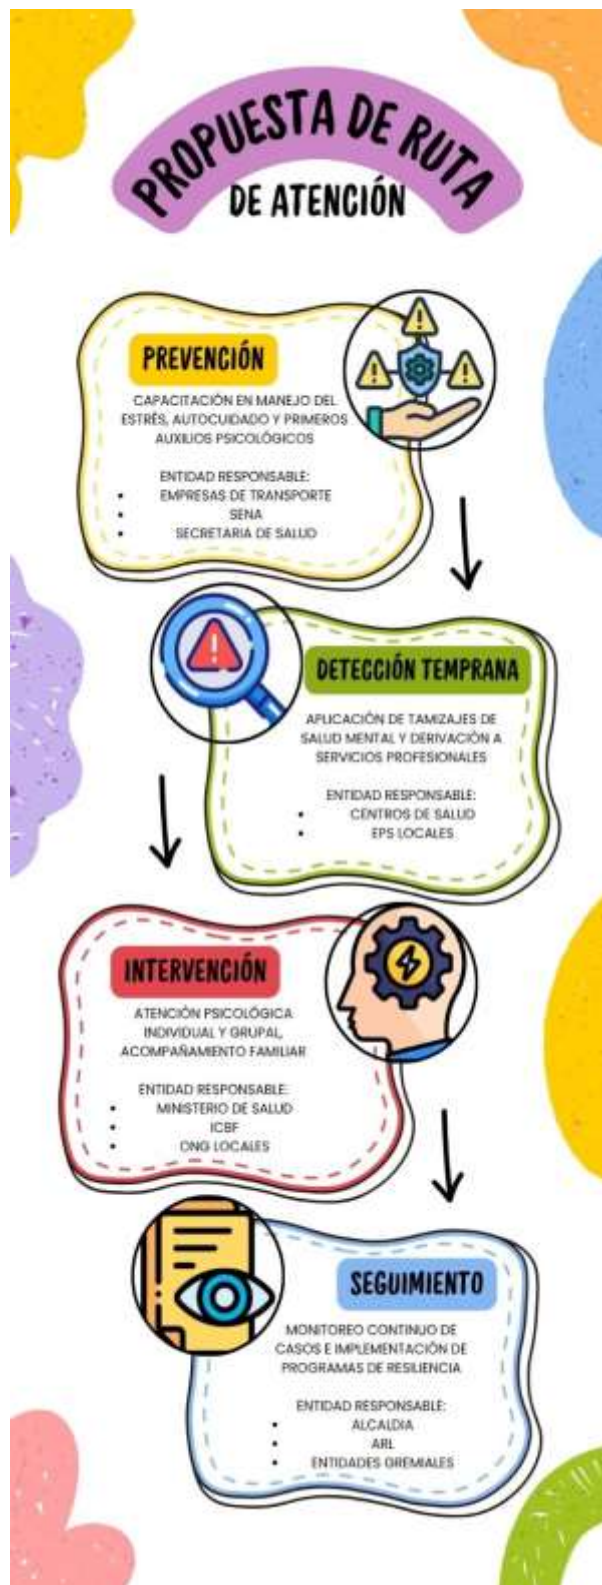 PROPUESTA DE RUTA
DE ATENCIÓN
PREVENCIÓN
CAPACITACIÓN EN MANEJO DEL
ESTRÉS, AUTOCUIDADO Y PRIMEROS
AUXILIOS PSICOLÓGICOS
ENTIDAD RESPONSABLE:
• EMPRESAS DE TRANSPORTE
• SENA
• SECRETARIA DE SALUD
DETECCIÓN TEMPRANA
APLICACIÓN DE TAMIZAJES DE
SALUD MENTAL Y DERIVACIÓN A
SERVICIOS PROFESIONALES
ENTIDAD RESPONSABLE:
• CENTROS DE SALUD
• EPS LOCALES
INTERVENCIÓN
ATENCIÓN PSICOLÓGICA
INDIVIDUAL Y GRUPAL,
ACOMPAÑAMIENTO FAMILIAR
ENTIDAD RESPONSABLE:
• MINISTERIO DE SALUD
• ICBF
• ONG LOCALES
SEGUIMIENTO
MONITOREO CONTINUO DE
CASOS E IMPLEMENTACIÓN DE
PROGRAMAS DE RESILIENCIA
ENTIDAD RESPONSABLE:
• ALCALDIA
• ARL
• ENTIDADES GREMIALES